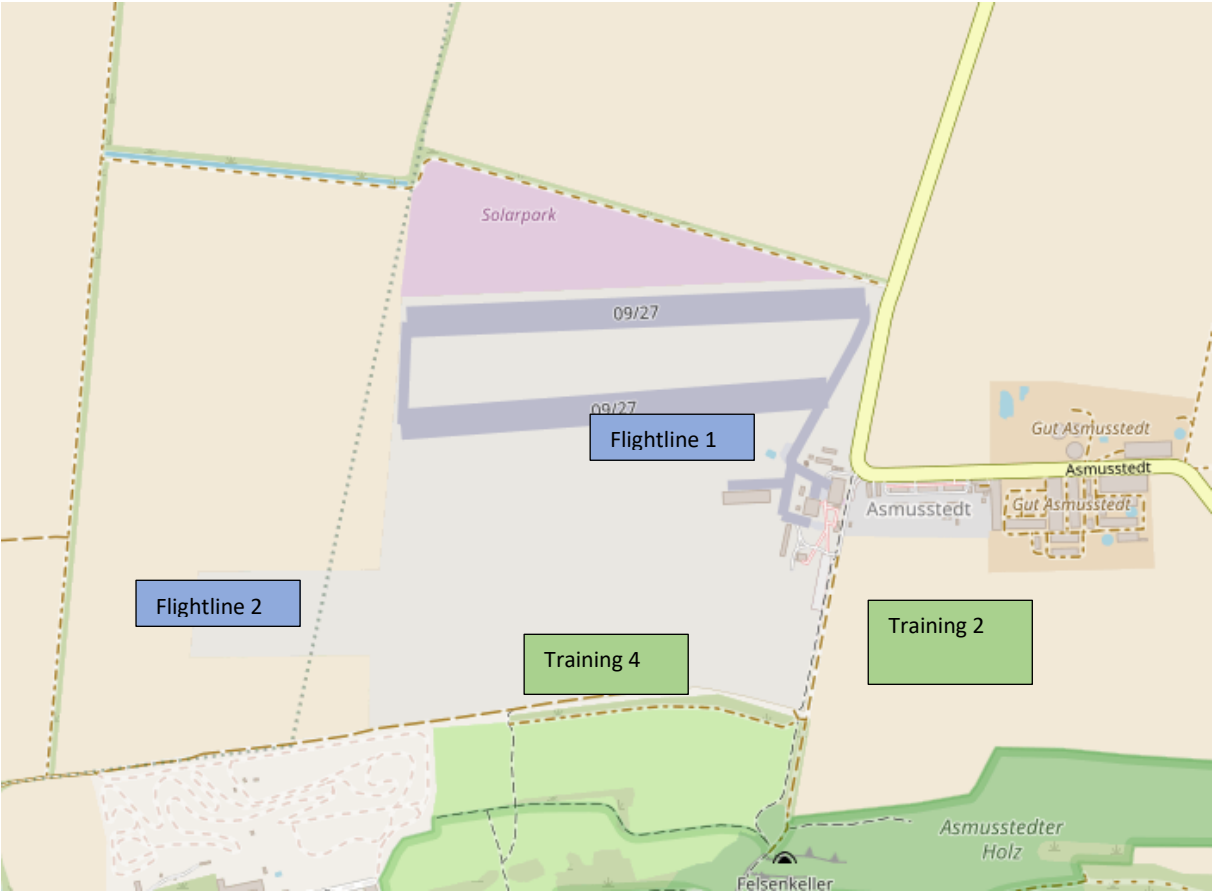 Solarpark
09/27
09/27
Flightline 1
Gut Asmusstedt
Asmusstedt
Asmusstedt
Gut Asmusstedt
Flightline 2
Training 2
Training 4
Asmusstedter
Holz
Felsenkeller